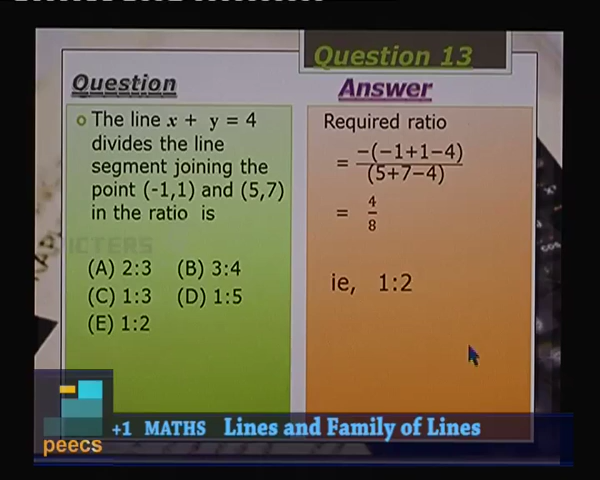 Question 13
Question
The line x + y = 4
divides the line
segment joining the
point (-1,1) and (5,7)
in the ratio is
(A) 2:3 (B) 3:4
(C) 1:3 (D) 1:5
(E) 1:2
Answer
Required ratio
= −(−1+1−4)
(5+7−4)
= 4
8
ie, 1:2
ICTERS
peecs
+1 MATHS Lines and Family of Lines